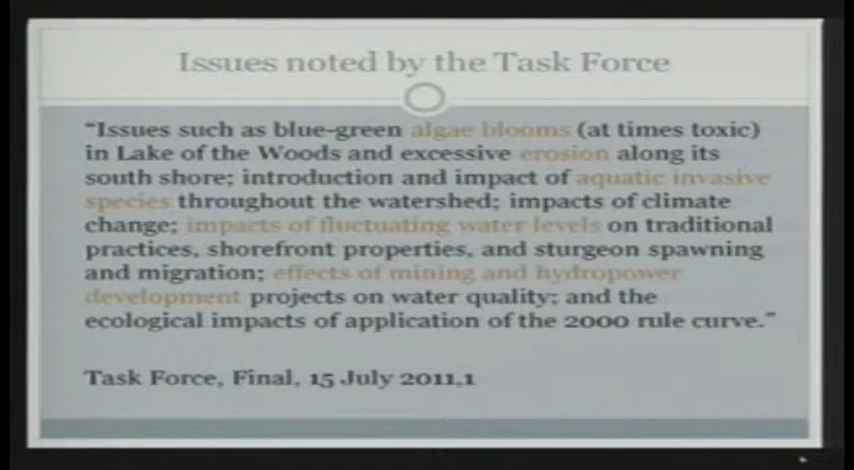 Issues noted by the Task Force
“Issues such as blue-green algae blooms (at times toxic)
in Lake of the Woods and excessive erosion along its
south shore; introduction and impact of aquatic invasive
species throughout the watershed; impacts of climate
change; impacts of fluctuating water levels on traditional
practices, shorefront properties, and sturgeon spawning
and migration; effects of mining and hydropower
development projects on water quality; and the
ecological impacts of application of the 2000 rule curve.”
Task Force, Final, 15 July 2011,1